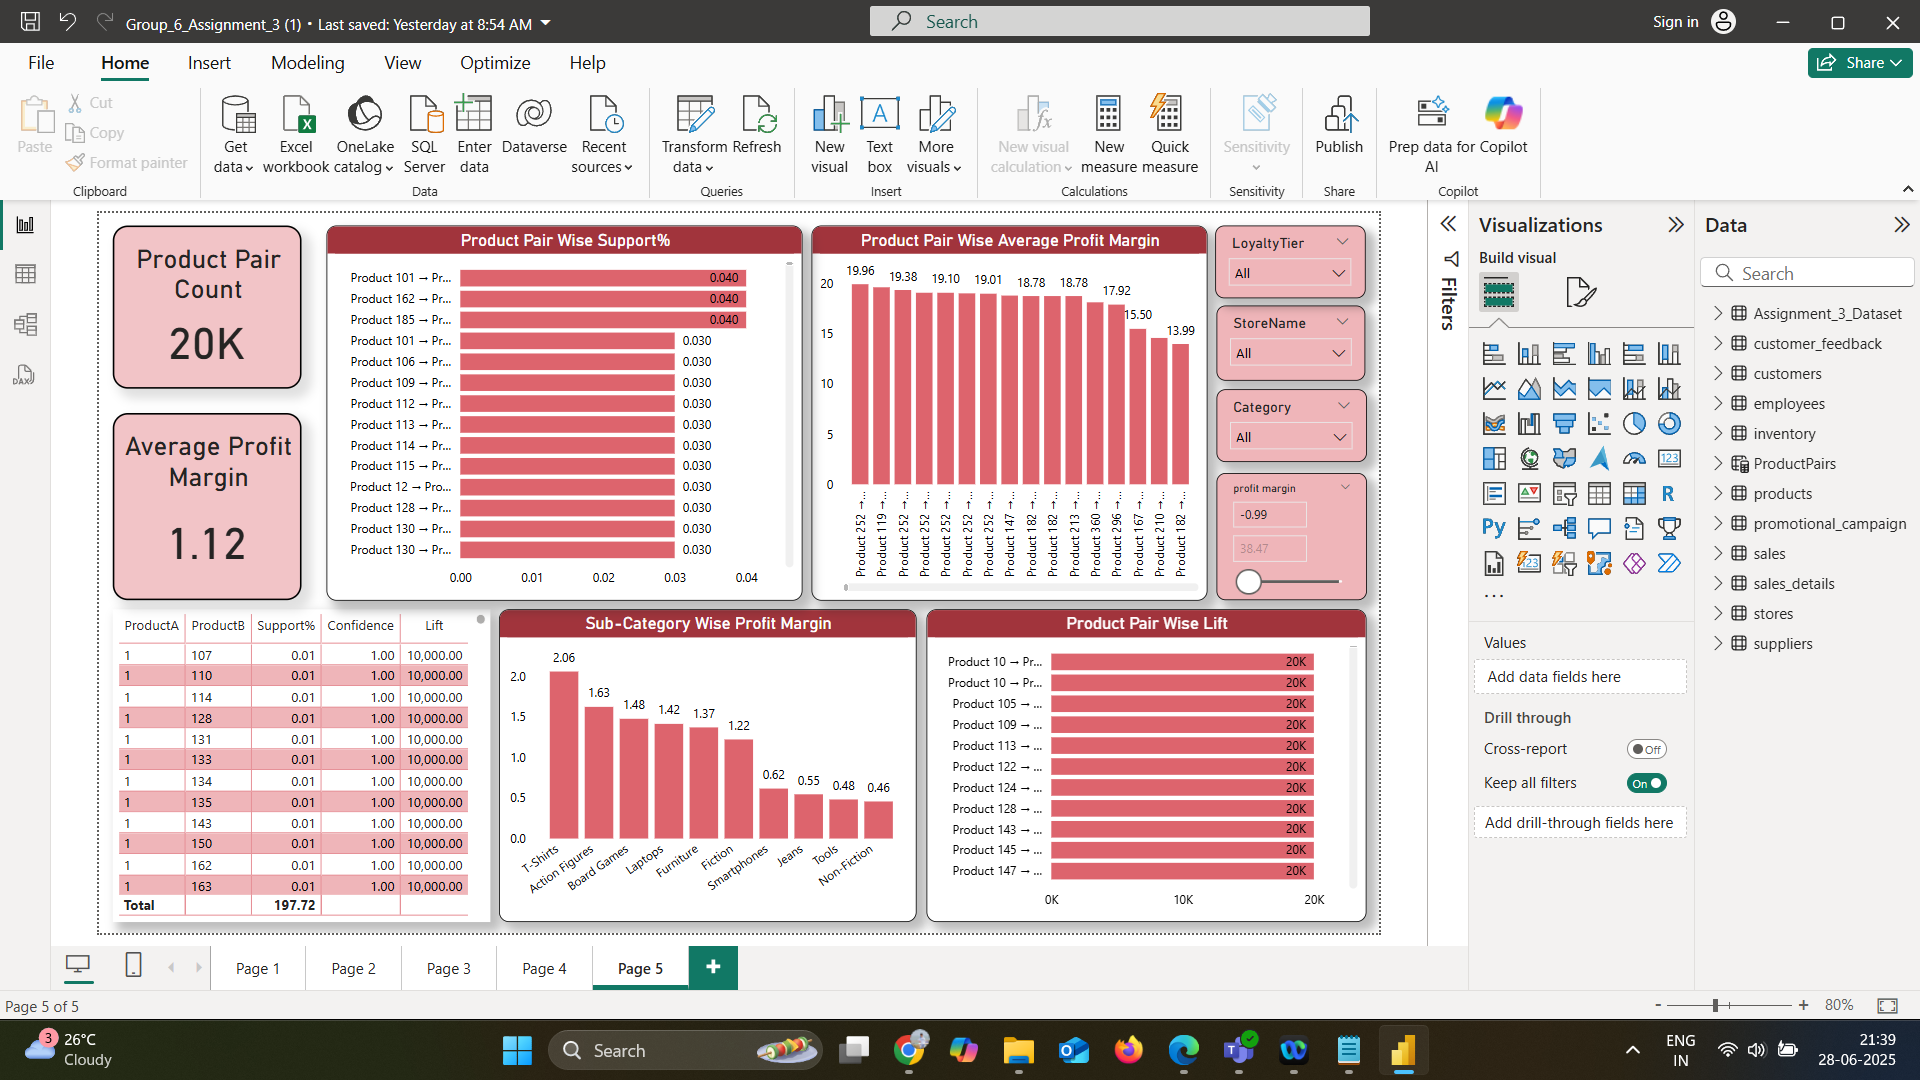 Group_6_Assignment_3 (1) • Last saved: Yesterday at 8:54 AM
Search
Sign in
File
Home
Insert
Modeling
View
Optimize
Help
Share
Paste
Cut
Copy
Format painter
Clipboard
Get data
Excel workbook
OneLake catalog
SQL Server
Enter data
Dataverse
Recent sources
Data
Transform data
Refresh
Queries
New visual
Text box
More visuals
Insert
New visual calculation
New measure
Quick measure
Calculations
Sensitivity
Sensitivity
Publish
Share
Prep data for AI
Copilot
Copilot
DAX
Product Pair
Count
20K
Average Profit
Margin
1.12
Product Pair Wise Support%
Product 101 → Pr... 0.040
Product 162 → Pr... 0.040
Product 185 → Pr... 0.040
Product 101 → Pr... 0.030
Product 106 → Pr... 0.030
Product 109 → Pr... 0.030
Product 112 → Pr... 0.030
Product 113 → Pr... 0.030
Product 114 → Pr... 0.030
Product 115 → Pr... 0.030
Product 12 → Pro... 0.030
Product 128 → Pr... 0.030
Product 130 → Pr... 0.030
Product 130 → Pr... 0.030
0.00 0.01 0.02 0.03 0.04
Product Pair Wise Average Profit Margin
19.96 19.38 19.10 19.01 18.78 18.78 17.92 15.50 13.99
20
15
10
5
0
Product 252 →...
Product 119 →...
Product 252 →...
Product 252 →...
Product 252 →...
Product 252 →...
Product 252 →...
Product 147 →...
Product 182 →...
Product 182 →...
Product 213 →...
Product 360 →...
Product 296 →...
Product 167 →...
Product 210 →...
Product 182 →...
LoyaltyTier
All
StoreName
All
Category
All
profit margin
-0.99
38.47
ProductA ProductB Support% Confidence Lift
1 107 0.01 1.00 10,000.00
1 110 0.01 1.00 10,000.00
1 114 0.01 1.00 10,000.00
1 128 0.01 1.00 10,000.00
1 131 0.01 1.00 10,000.00
1 133 0.01 1.00 10,000.00
1 134 0.01 1.00 10,000.00
1 135 0.01 1.00 10,000.00
1 143 0.01 1.00 10,000.00
1 150 0.01 1.00 10,000.00
1 162 0.01 1.00 10,000.00
1 163 0.01 1.00 10,000.00
Total 197.72
Sub-Category Wise Profit Margin
2.0
1.5
1.0
0.5
0.0
2.06 1.63 1.48 1.42 1.37 1.22 0.62 0.55 0.48 0.46
T-Shirts
Action Figures
Board Games
Laptops
Furniture
Fiction
Smartphones
Jeans
Tools
Non-Fiction
Product Pair Wise Lift
Product 10 → Pr... 20K
Product 10 → Pr... 20K
Product 105 → ... 20K
Product 109 → ... 20K
Product 113 → ... 20K
Product 122 → ... 20K
Product 124 → ... 20K
Product 128 → ... 20K
Product 143 → ... 20K
Product 145 → ... 20K
Product 147 → ... 20K
0K 10K 20K
Filters
Visualizations
Build visual
123
R
Py
123
...
Values
Add data fields here
Drill through
Cross-report
Off
Keep all filters
On
Add drill-through fields here
Data
Search
Assignment_3_Dataset
customer_feedback
customers
employees
inventory
ProductPairs
products
promotional_campaign
sales
sales_details
stores
suppliers
Page 1
Page 2
Page 3
Page 4
Page 5
+
Page 5 of 5
- + 80%
3
26°C
Cloudy
Search
ENG
IN
21:39
28-06-2025